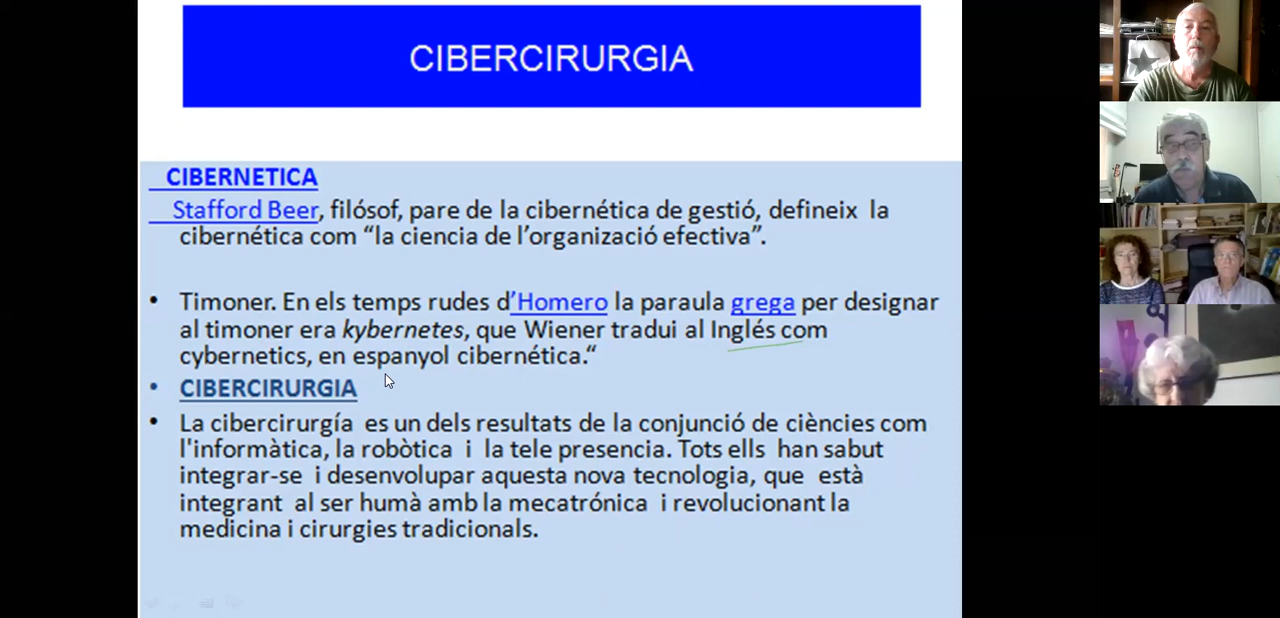 CIBERCIRURGIA
CIBERNETICA
Stafford Beer, filósof, pare de la cibernética de gestió, defineix la
cibernética com “la ciencia de l’organizació efectiva”.
• Timoner. En els temps rudes d’Homero la paraula grega per designar
al timoner era kybernetes, que Wiener tradui al Inglés com
cybernetics, en espanyol cibernética.“
• CIBERCIRURGIA
• La cibercirurgía es un dels resultats de la conjunció de ciències com
l'informàtica, la robòtica i la tele presencia. Tots ells han sabut
integrar-se i desenvolupar aquesta nova tecnologia, que està
integrant al ser humà amb la mecatrónica i revolucionant la
medicina i cirurgies tradicionals.